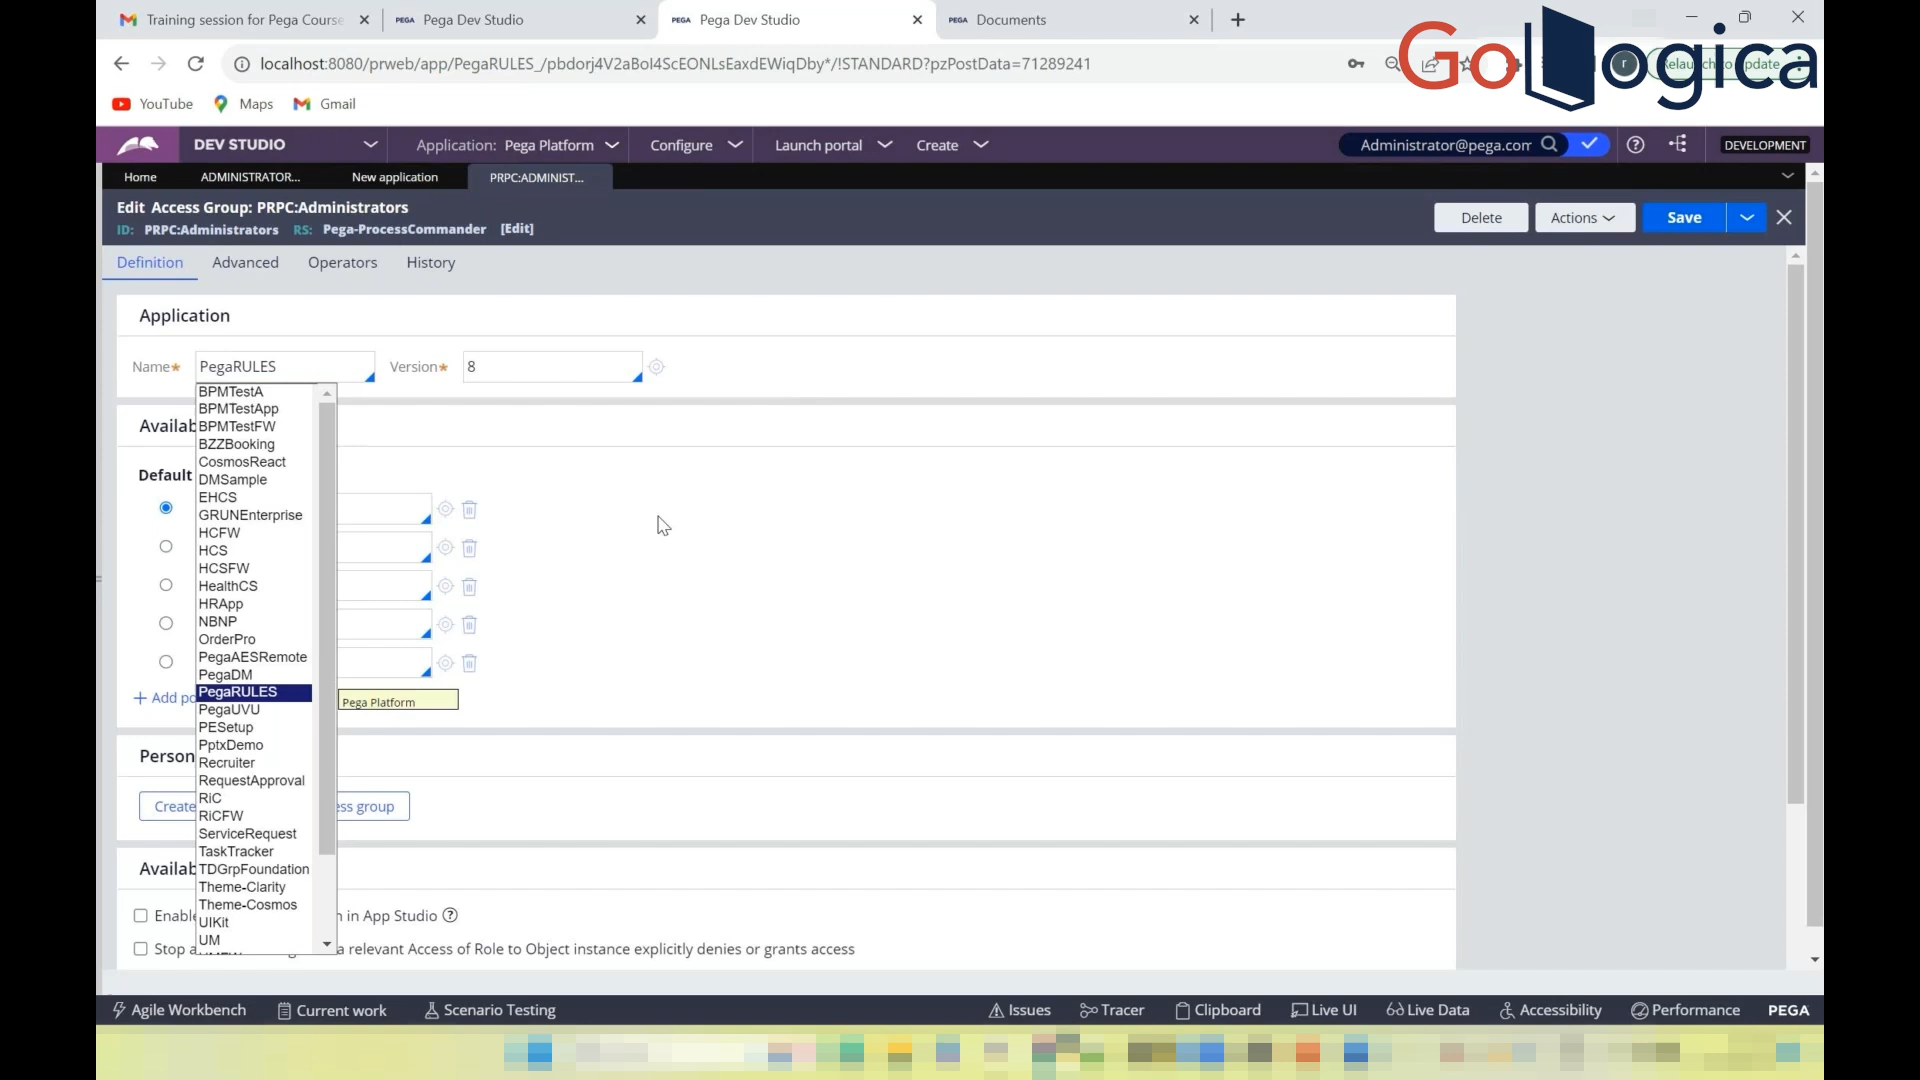 Training session for Pega Course
Pega Dev Studio
Pega Dev Studio
Documents
GoLogica
localhost:8080/prweb/app/PegaRULES_/pbdorj4V2aBoI4ScEONLsEaxdEWiqDby*/!STANDARD?pzPostData=71289241
YouTube Maps Gmail
DEV STUDIO
Application: Pega Platform
Configure
Launch portal
Create
Administrator@pega.com
DEVELOPMENT
Home
ADMINISTRATOR...
New application
PRPC:ADMINIST...
Edit Access Group: PRPC:Administrators
ID: PRPC:Administrators RS: Pega-ProcessCommander [Edit]
Delete
Actions
Save
Definition Advanced Operators History
Application
Name* PegaRULES Version* 8
BPMTestA
BPMTestApp
BPMTestFW
BZZBooking
CosmosReact
DMSample
EHCS
GRUNEnterprise
HCFW
HCS
HCSFW
HealthCS
HRApp
NBNP
OrderPro
PegaAESRemote
PegaDM
PegaRULES
PegaUVU
PESetup
PptxDemo
Recruiter
RequestApproval
RiC
RiCFW
ServiceRequest
TaskTracker
TDGrpFoundation
Theme-Clarity
Theme-Cosmos
UIKit
UM
Availab
Default
+ Add po
Pega Platform
Person
Create
ess group
Availab
Enable
in App Studio
Stop a
a relevant Access of Role to Object instance explicitly denies or grants access
Agile Workbench Current work Scenario Testing
Issues Tracer Clipboard Live UI Live Data Accessibility Performance PEGA